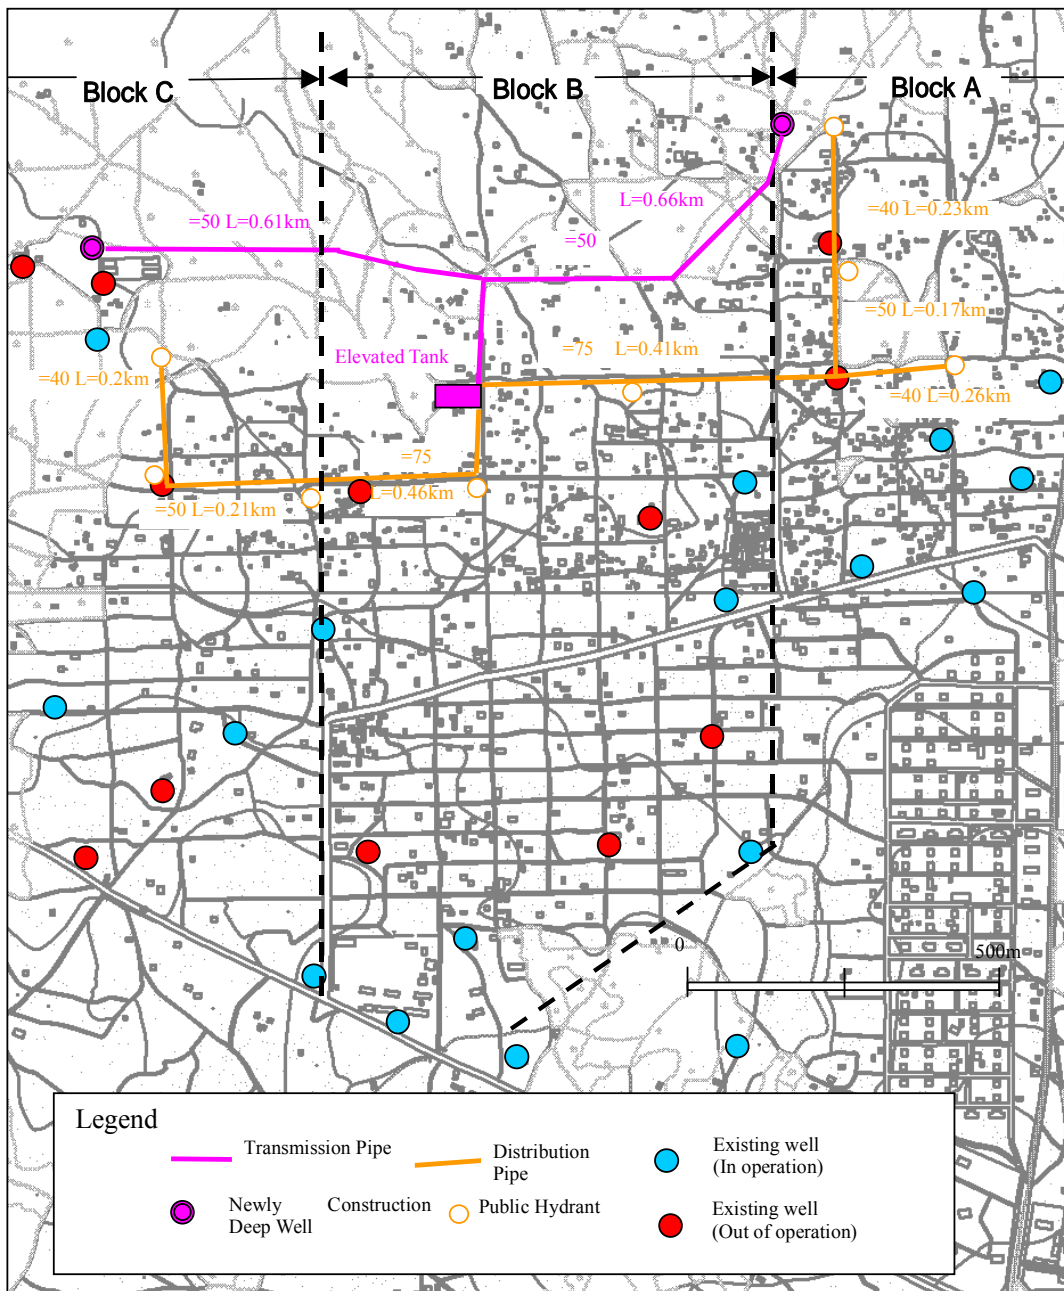 Block C
Block B
Block A
L=0.66km
=50 L=0.61km
=50
=40 L=0.23km
=50 L=0.17km
Elevated Tank
=75 L=0.41km
=40 L=0.2km
=40 L=0.26km
=75
L=0.46km
=50 L=0.21km
0
500m
Legend
Transmission Pipe
Distribution
Pipe
Existing well
(In operation)
Newly Construction
Deep Well
Public Hydrant
Existing well
(Out of operation)